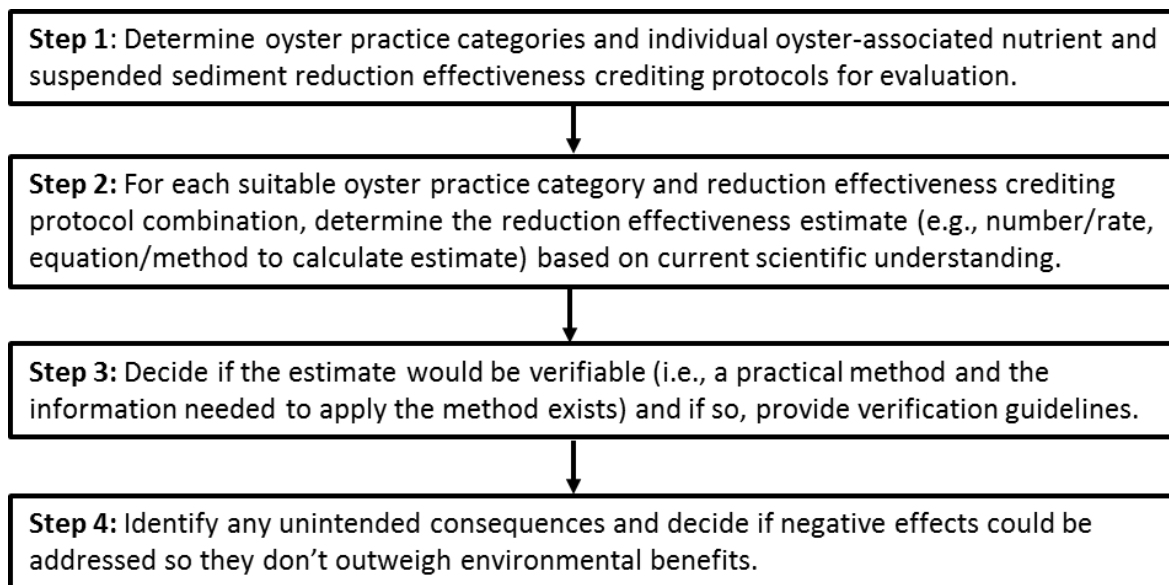 Step 1: Determine oyster practice categories and individual oyster-associated nutrient and
suspended sediment reduction effectiveness crediting protocols for evaluation.
Step 2: For each suitable oyster practice category and reduction effectiveness crediting
protocol combination, determine the reduction effectiveness estimate (e.g., number/rate,
equation/method to calculate estimate) based on current scientific understanding.
Step 3: Decide if the estimate would be verifiable (i.e., a practical method and the
information needed to apply the method exists) and if so, provide verification guidelines.
Step 4: Identify any unintended consequences and decide if negative effects could be
addressed so they don’t outweigh environmental benefits.